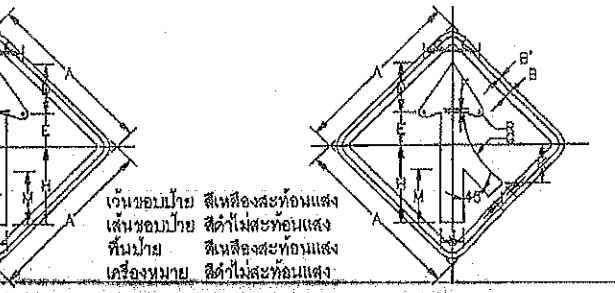 A
A
เว้นขอบป้าย สีเหลืองสะท้อนแสง
เส้นขอบป้าย สีดำไม่สะท้อนแสง
พื้นป้าย สีเหลืองสะท้อนแสง
เครื่องหมาย สีดำไม่สะท้อนแสง
E
H
M
A
A
B'
B
E
H
M
45